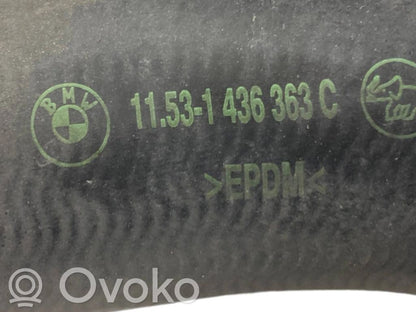 BMW
11.53-1 436 363 C
>EPDM<
Ovoko